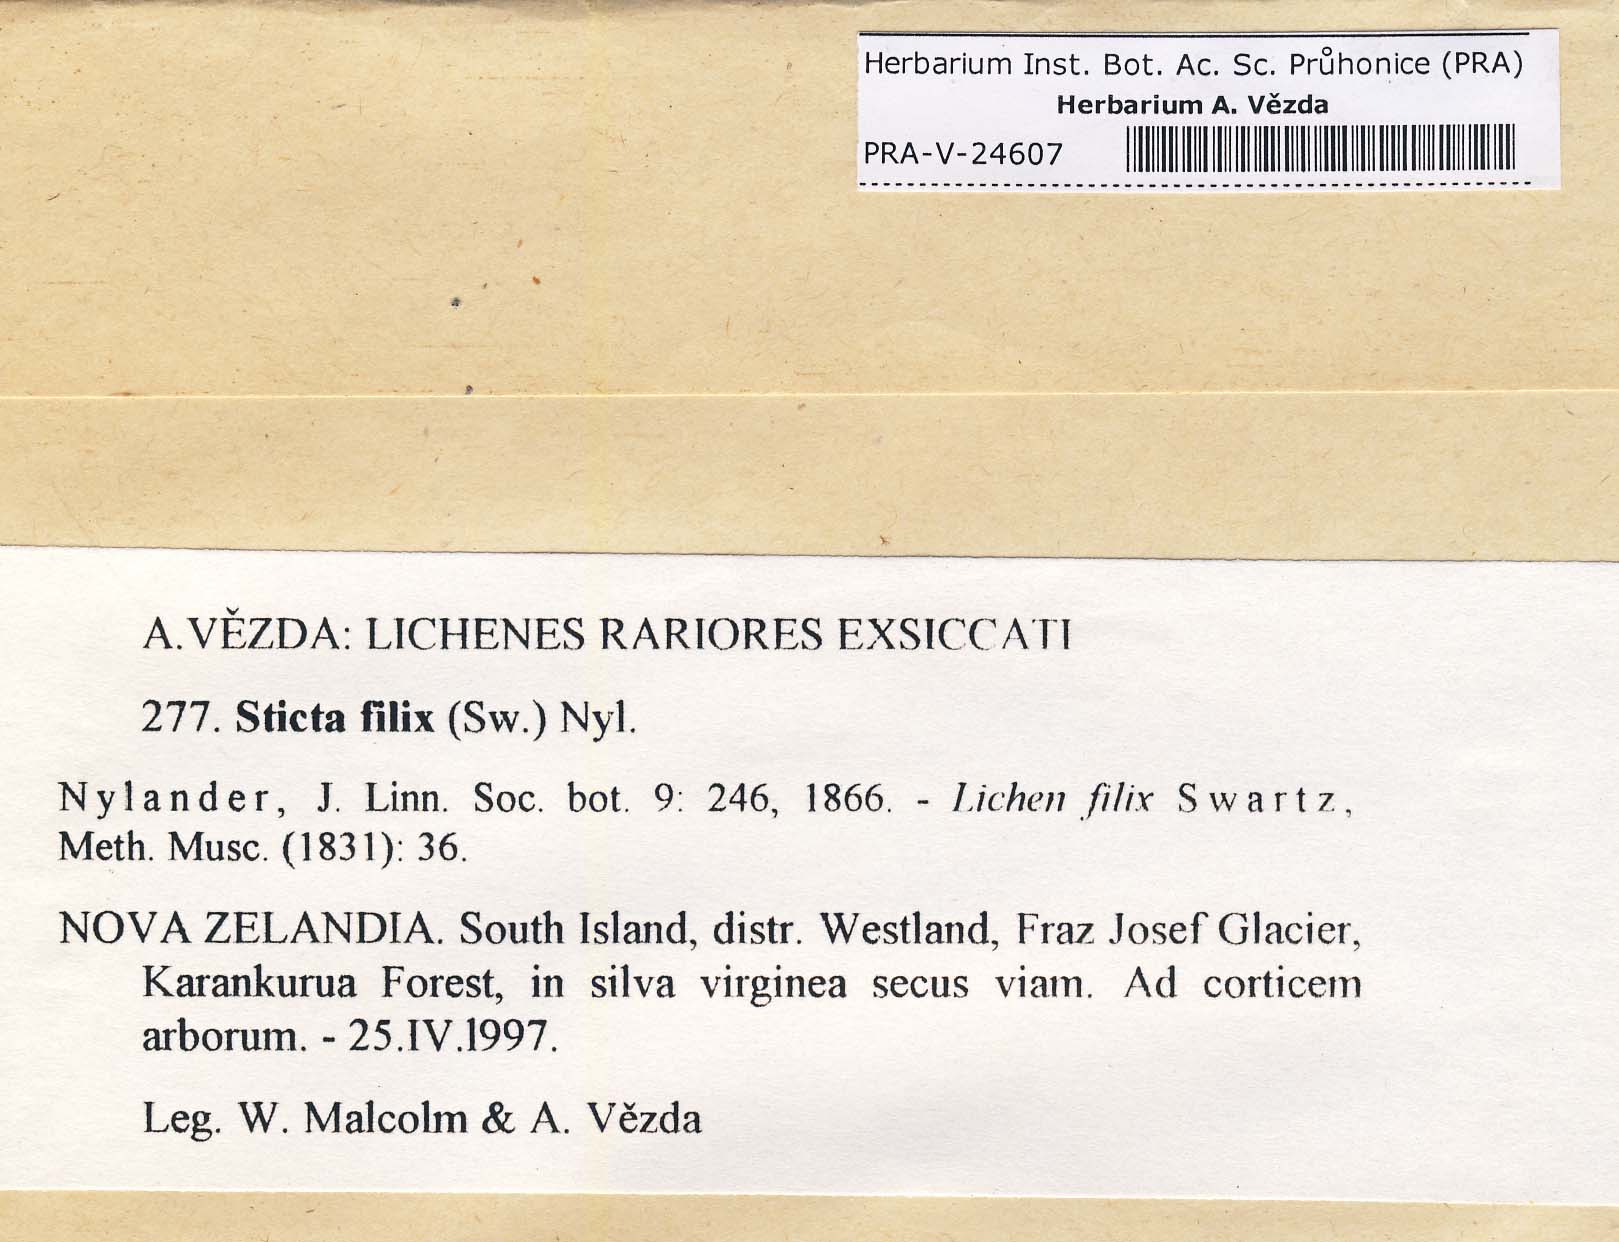 Herbarium Inst. Bot. Ac. Sc. Průhonice (PRA)
Herbarium A. Vězda
PRA-V-24607
A.VĚZDA: LICHENES RARIORES EXSICCATI
277. Sticta filix (Sw.) Nyl.
Nylander, J. Linn. Soc. bot. 9: 246, 1866. - Lichen filix Swartz,
Meth. Musc. (1831): 36.
NOVA ZELANDIA. South Island, distr. Westland, Fraz Josef Glacier,
Karankurua Forest, in silva virginea secus viam. Ad corticem
arborum. - 25.IV.1997.
Leg. W. Malcolm & A. Vězda